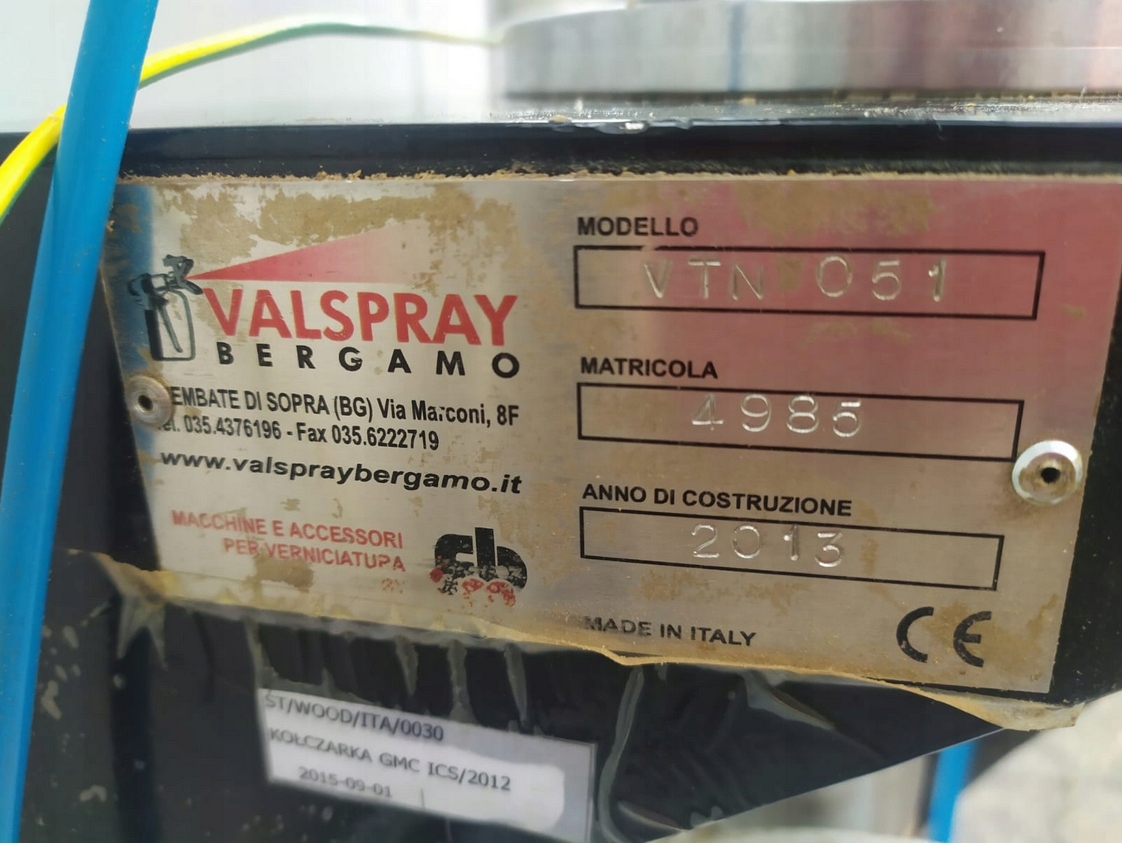 VALSPRAY
BERGAMO
EMBATE DI SOPRA (BG) Via Marconi, 8F
Tel. 035.4376196 - Fax 035.6222719
www.valspraybergamo.it
MACCHINE E ACCESSORI
PER VERNICIATURA
MODELLO
VTN 051
MATRICOLA
4985
ANNO DI COSTRUZIONE
2013
MADE IN ITALY
CE
ST/WOOD/ITA/0030
KOŁCZARKA GMC ICS/2012
2015-09-01